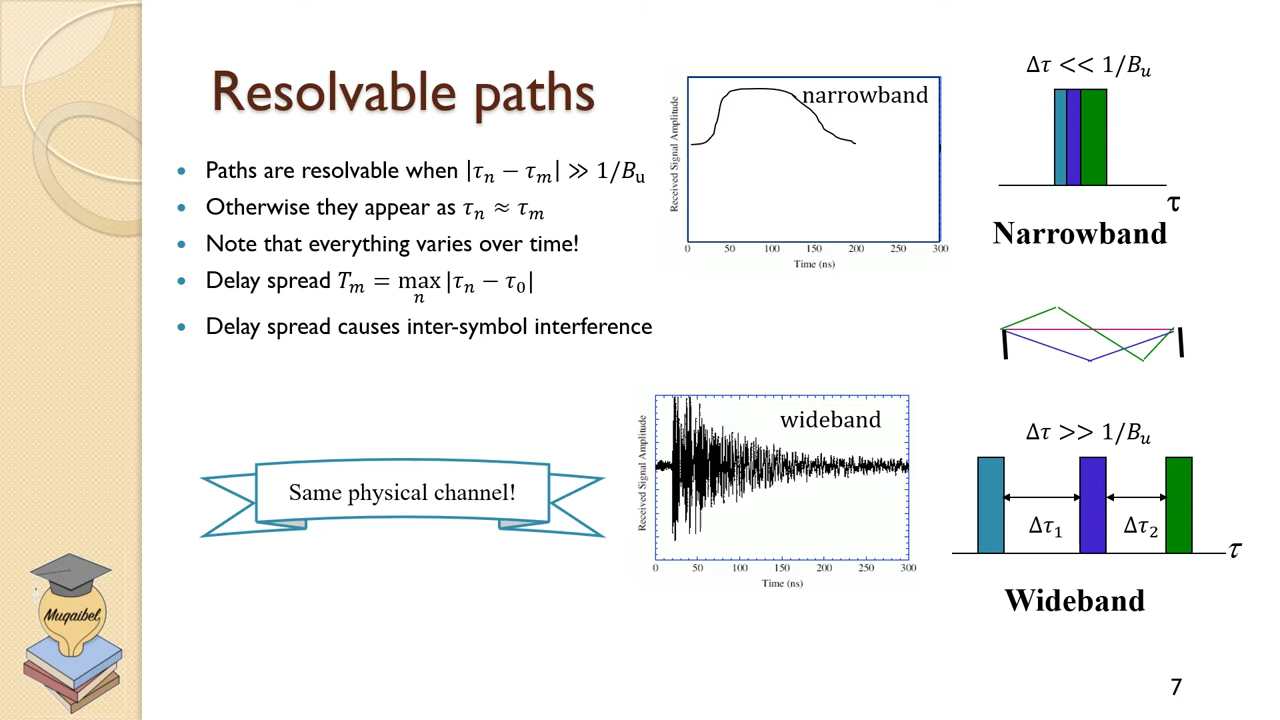 Resolvable paths
Paths are resolvable when |τₙ − τₘ| ≫ 1/Bᵤ
Otherwise they appear as τₙ ≈ τₘ
Note that everything varies over time!
Delay spread Tₘ = max |τₙ − τ₀|
n
Delay spread causes inter-symbol interference
Same physical channel!
narrowband
Received Signal Amplitude
0 50 100 150 200 300
Time (ns)
Δτ << 1/Bᵤ
τ
Narrowband
wideband
Received Signal Amplitude
0 50 100 150 200 250 300
Time (ns)
Δτ >> 1/Bᵤ
Δτ₁ Δτ₂
τ
Wideband
Muqaibel
7